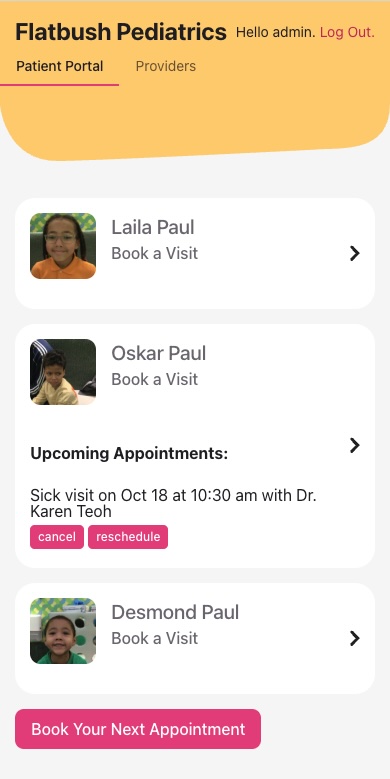 Flatbush Pediatrics Hello admin. Log Out.
Patient Portal Providers
Laila Paul
Book a Visit
Oskar Paul
Book a Visit
Upcoming Appointments:
Sick visit on Oct 18 at 10:30 am with Dr.
Karen Teoh
cancel reschedule
Desmond Paul
Book a Visit
Book Your Next Appointment